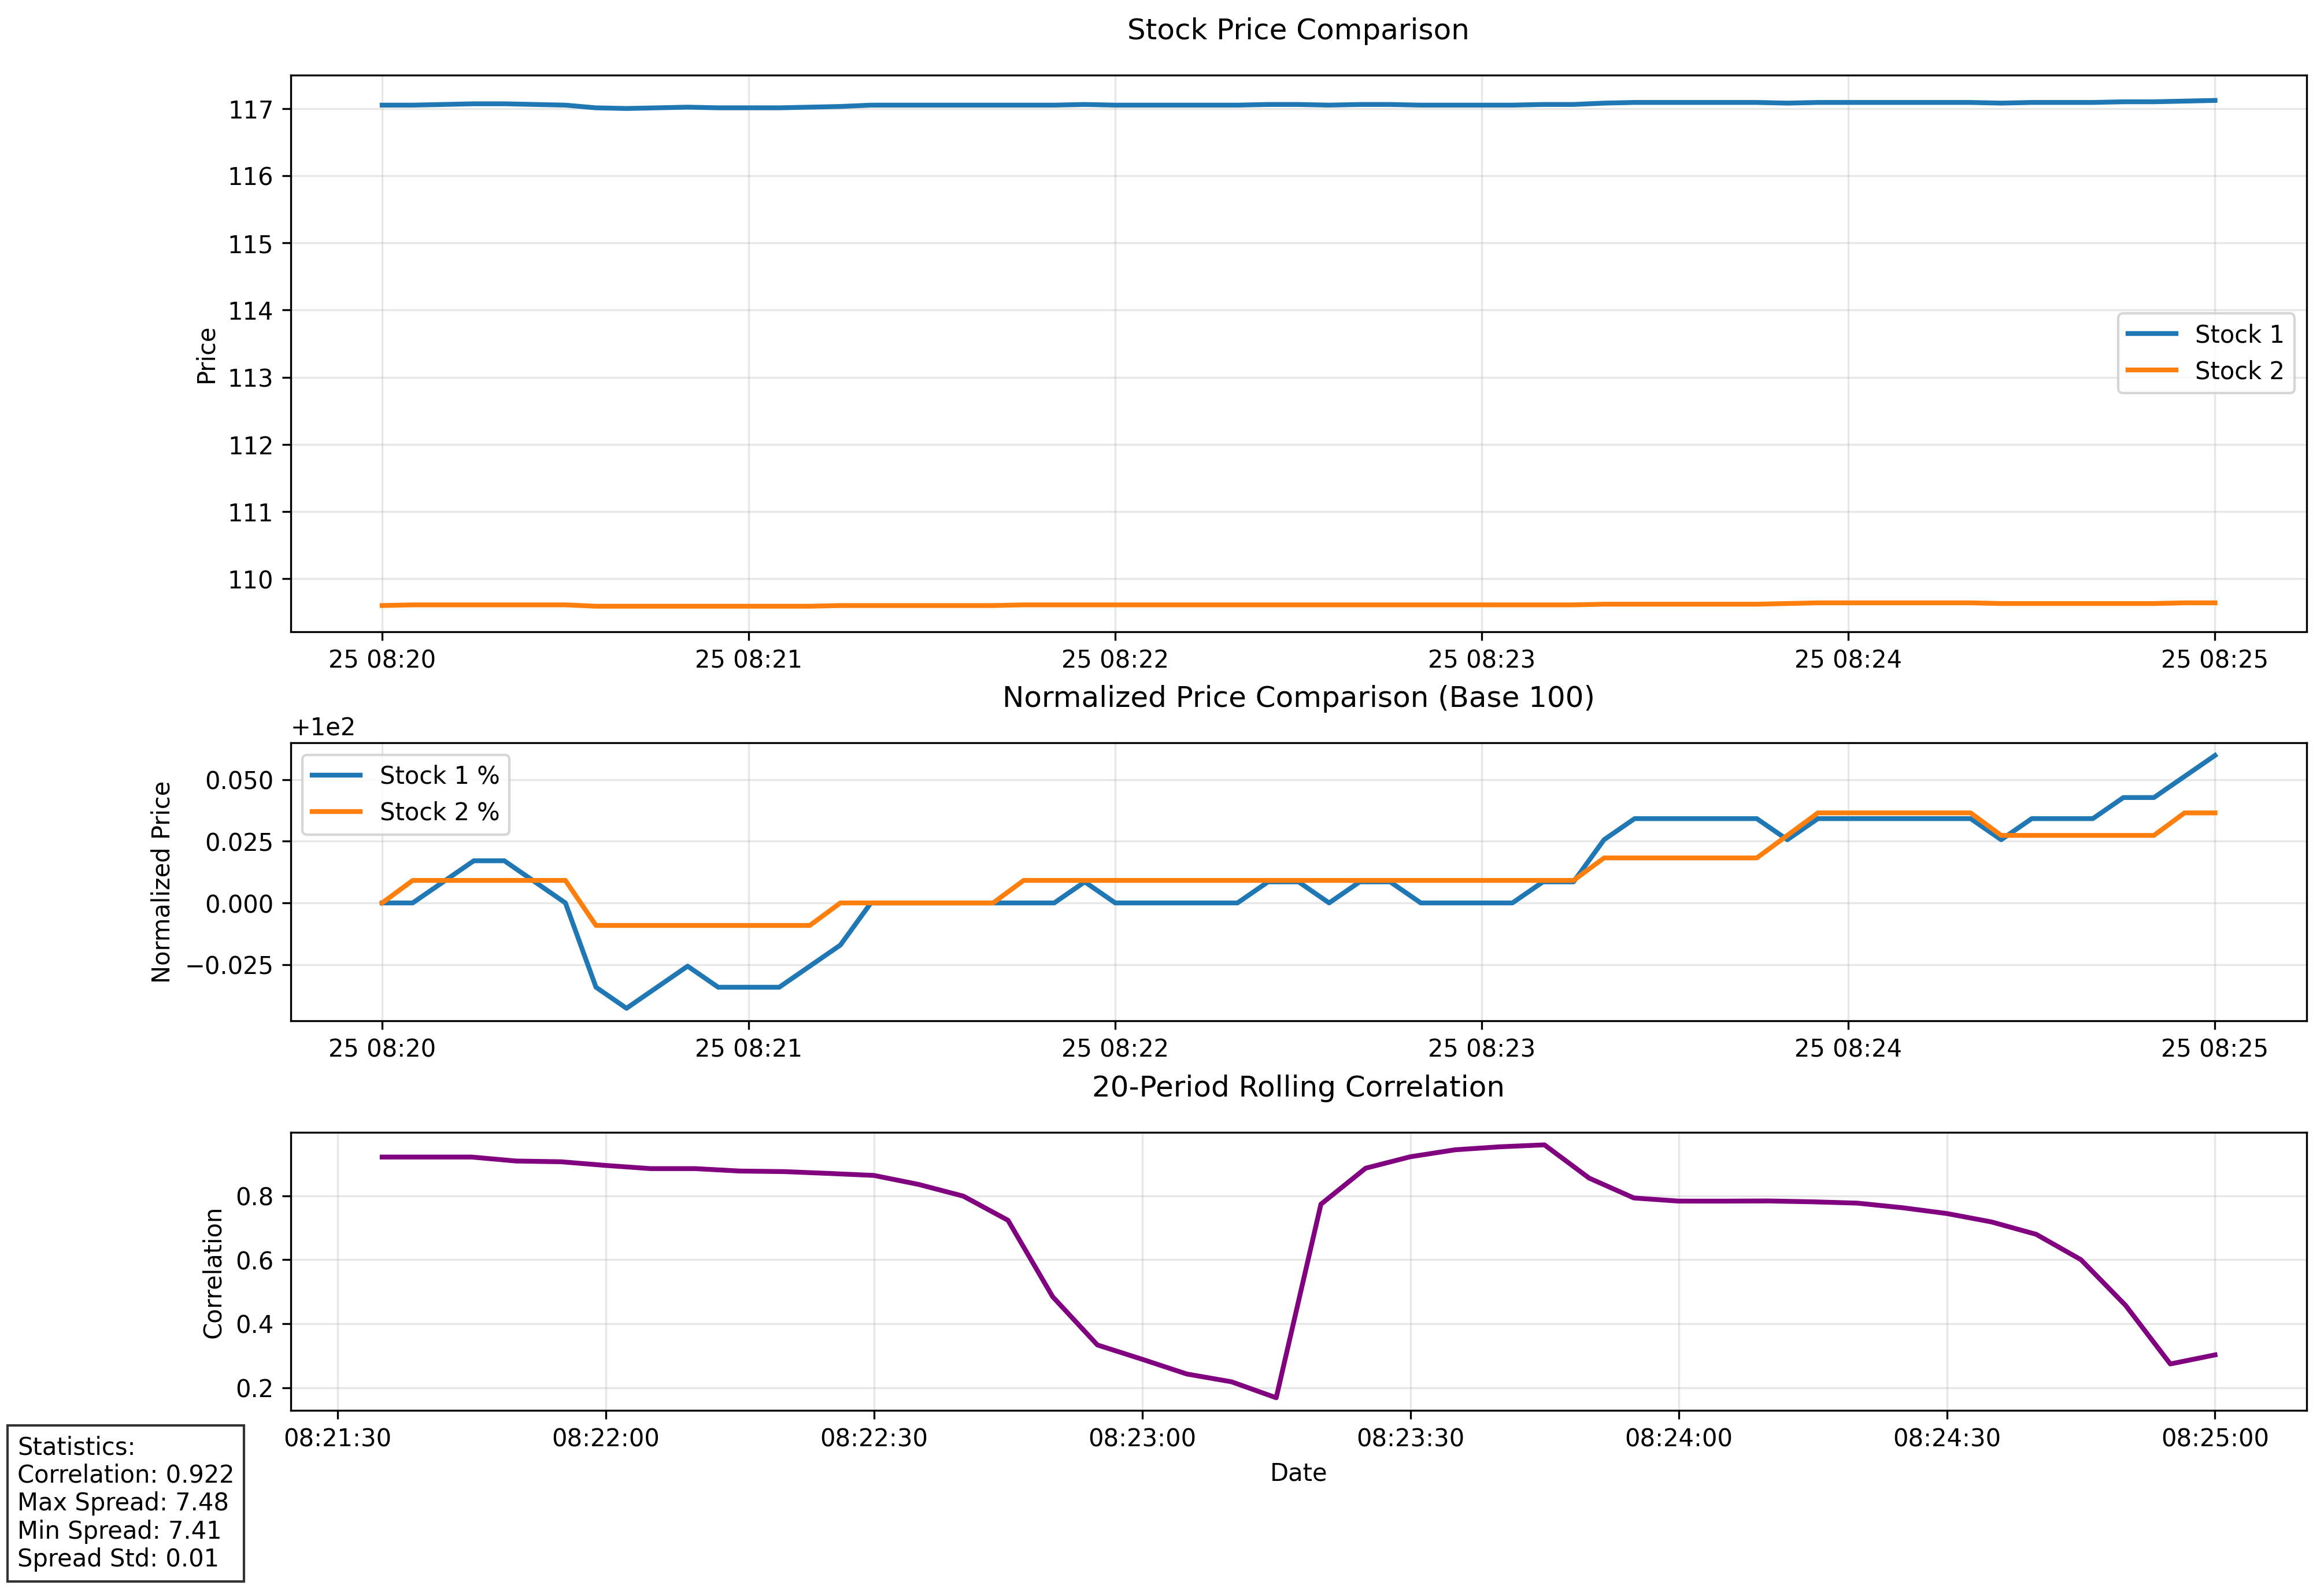 Stock Price Comparison
117
116
115
114
113
112
111
110
Price
Stock 1
Stock 2
25 08:20 25 08:21 25 08:22 25 08:23 25 08:24 25 08:25
Normalized Price Comparison (Base 100)
+1e2
0.050
0.025
0.000
−0.025
Normalized Price
Stock 1 %
Stock 2 %
25 08:20 25 08:21 25 08:22 25 08:23 25 08:24 25 08:25
20-Period Rolling Correlation
0.8
0.6
0.4
0.2
Correlation
08:21:30 08:22:00 08:22:30 08:23:00 08:23:30 08:24:00 08:24:30 08:25:00
Date
Statistics:
Correlation: 0.922
Max Spread: 7.48
Min Spread: 7.41
Spread Std: 0.01